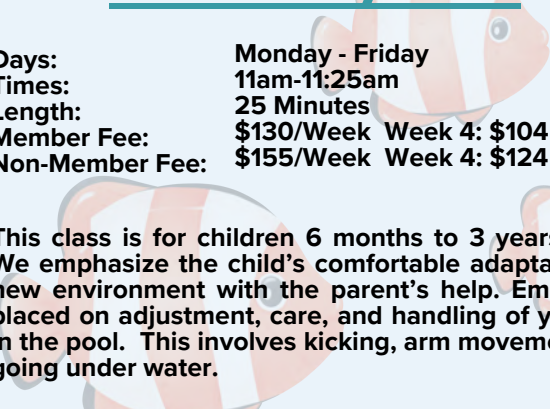 Days: Monday - Friday
Times: 11am-11:25am
Length: 25 Minutes
Member Fee: $130/Week Week 4: $104
Non-Member Fee: $155/Week Week 4: $124
This class is for children 6 months to 3 years
We emphasize the child's comfortable
new environment with the parent's help.
placed on adjustment, care, and handling of
in the pool. This involves kicking, arm
going under water.